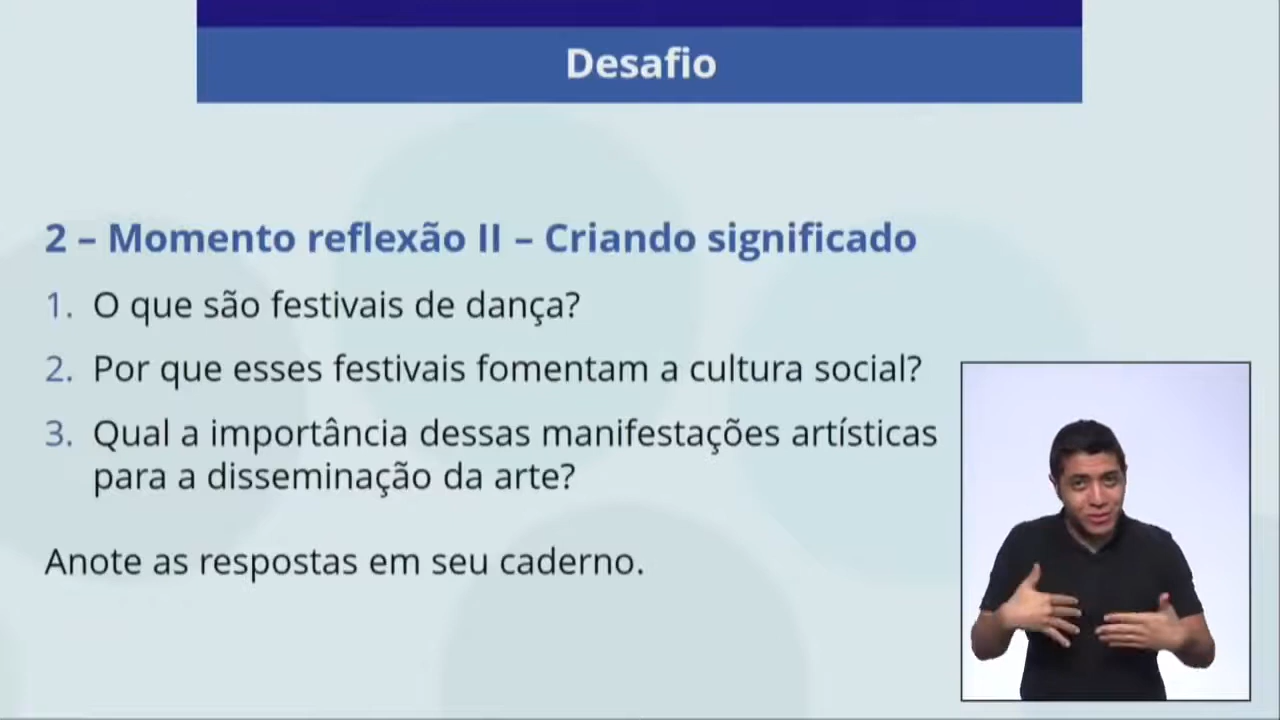 Desafio
2 – Momento reflexão II – Criando significado
1. O que são festivais de dança?
2. Por que esses festivais fomentam a cultura social?
3. Qual a importância dessas manifestações artísticas
para a disseminação da arte?
Anote as respostas em seu caderno.